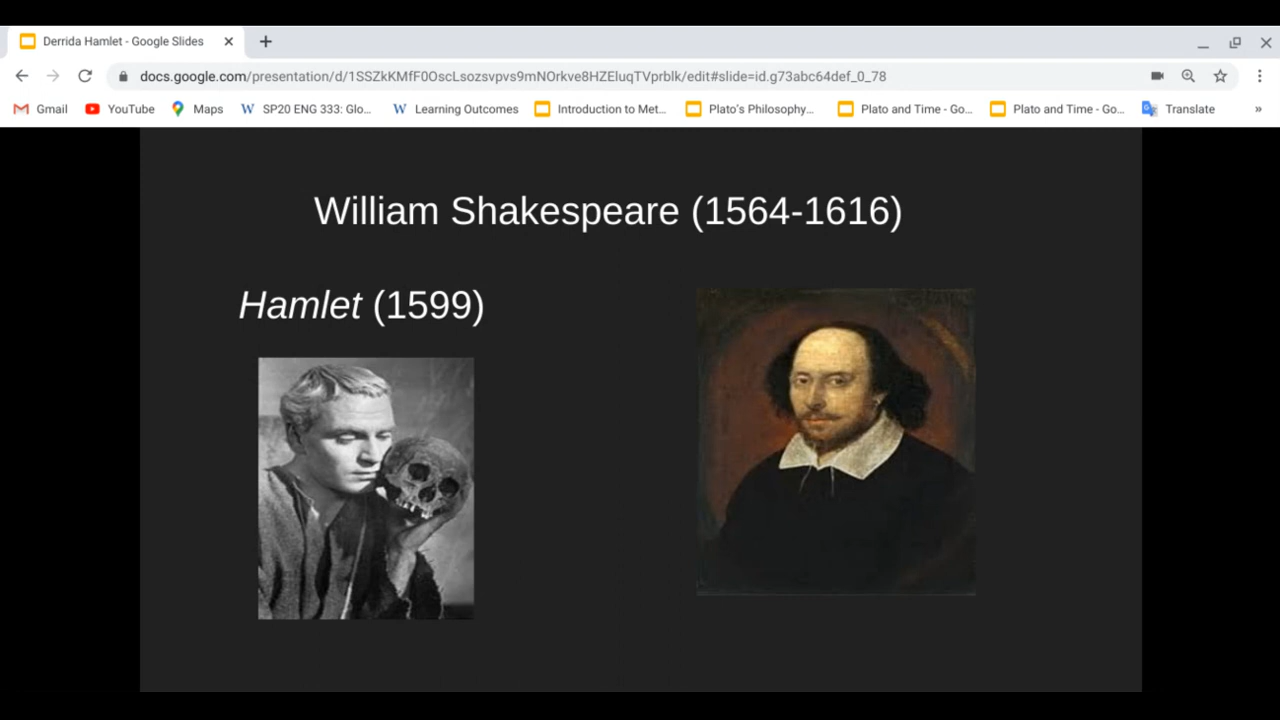 Derrida Hamlet - Google Slides
docs.google.com/presentation/d/1SSZkKMfF0OscLsozsvpvs9mNOrkve8HZEluqTVprblk/edit#slide=id.g73abc64def_0_78
Gmail YouTube Maps SP20 ENG 333: Glo... Learning Outcomes Introduction to Met... Plato's Philosophy... Plato and Time - Go... Plato and Time - Go... Translate »
William Shakespeare (1564-1616)
Hamlet (1599)